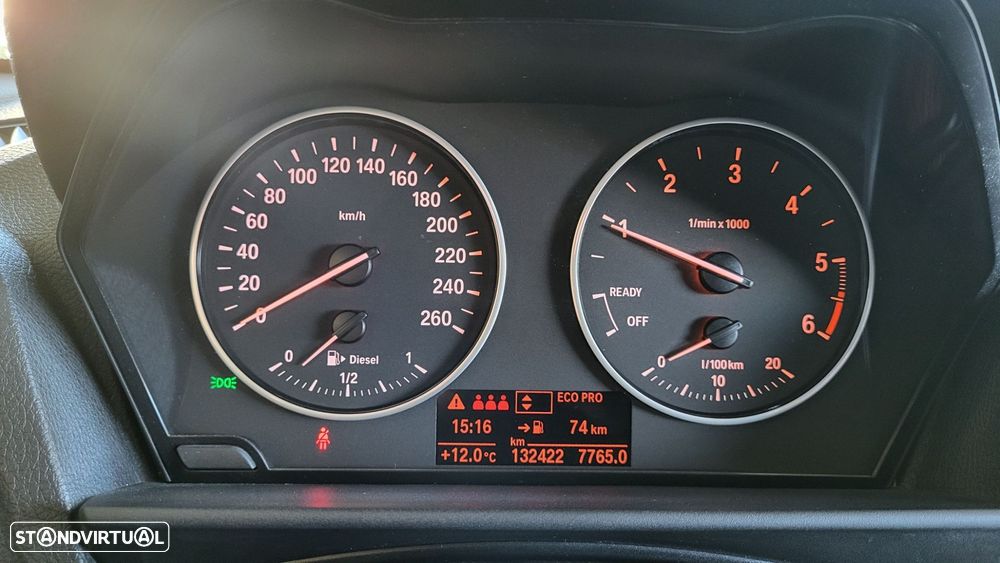 0 20 40 60 80 100 120 140 160 180 200 220 240 260
km/h
0 1/2 1
Diesel
1 2 3 4 5 6
1/min x 1000
READY
OFF
0 10 20
l/100km
ECO PRO
15:16 74 km
km
+12.0°C 132422 7765.0
STANDVIRTUAL